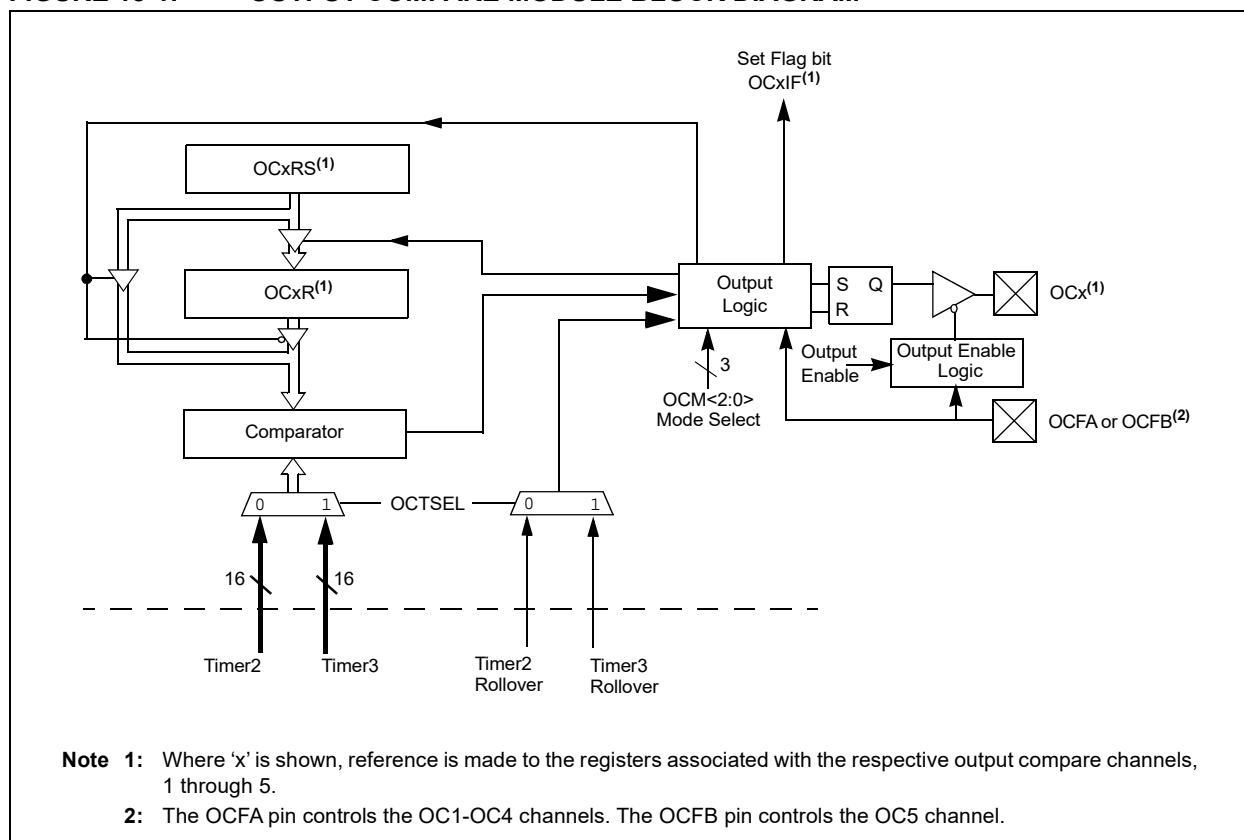 Set Flag bit
OCxIF(1)
OCxRS(1)
OCxR(1)
Output
Logic
S Q
R
OCx(1)
Output
Enable
Output Enable
Logic
3
OCM<2:0>
Mode Select
OCFA or OCFB(2)
Comparator
0 1
OCTSEL
0 1
16
16
Timer2
Timer3
Timer2
Rollover
Timer3
Rollover
Note 1: Where ‘x’ is shown, reference is made to the registers associated with the respective output compare channels,
1 through 5.
2: The OCFA pin controls the OC1-OC4 channels. The OCFB pin controls the OC5 channel.